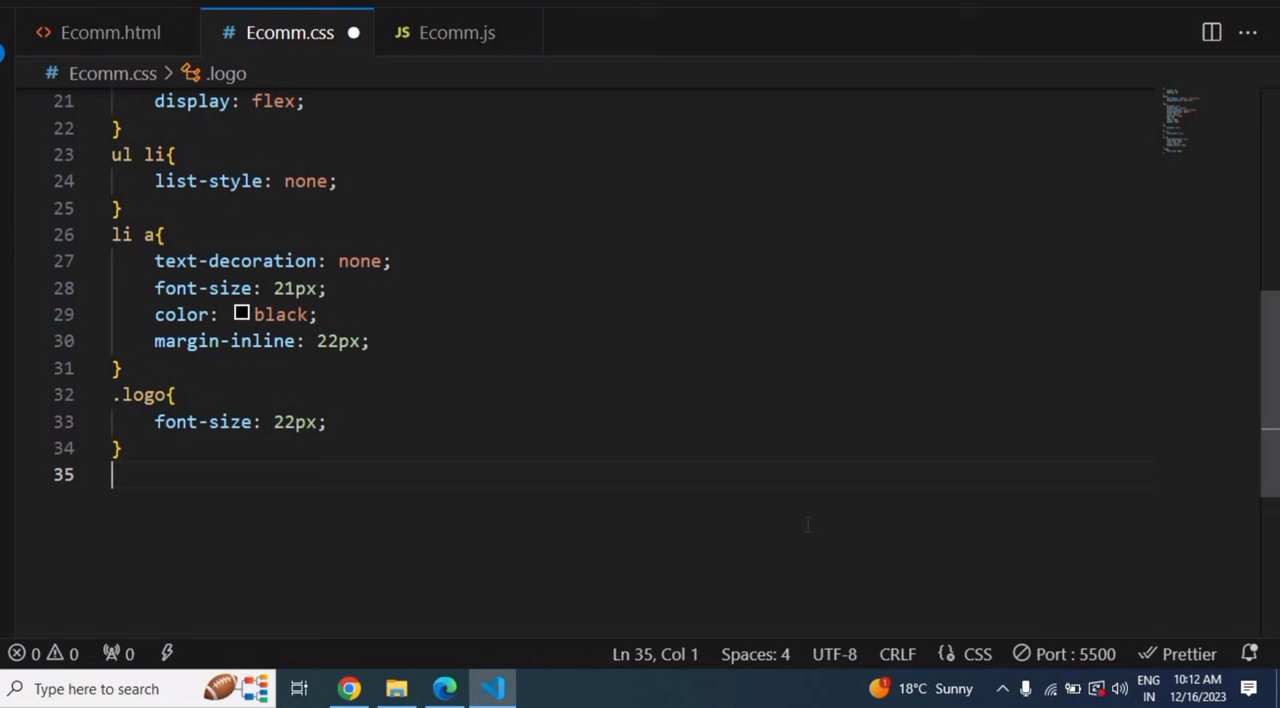 Ecomm.html # Ecomm.css JS Ecomm.js
# Ecomm.css > .logo
21 display: flex;
22 }
23 ul li{
24 list-style: none;
25 }
26 li a{
27 text-decoration: none;
28 font-size: 21px;
29 color: black;
30 margin-inline: 22px;
31 }
32 .logo{
33 font-size: 22px;
34 }
35
0 0 0 Ln 35, Col 1 Spaces: 4 UTF-8 CRLF {} CSS Port : 5500 Prettier
Type here to search 1 18°C Sunny ENG IN 10:12 AM 12/16/2023